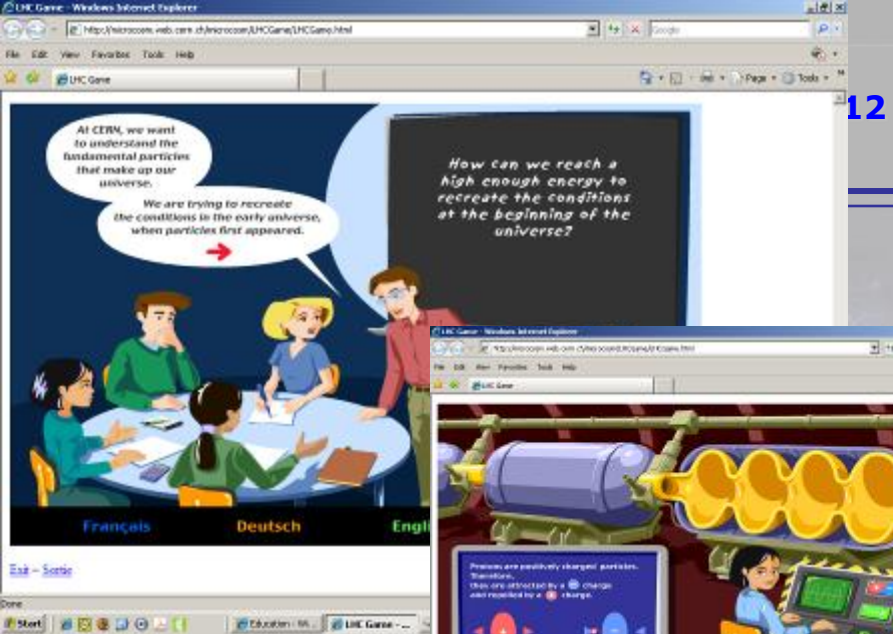 LHC Game - Windows Internet Explorer
http://microcosm.web.cern.ch/microcosm/LHCGame/LHCGame.html
Google
File Edit View Favorites Tools Help
LHC Game
Page Tools
12
At CERN, we want
to understand the
fundamental particles
that make up our
universe.
We are trying to recreate
the conditions in the early universe,
when particles first appeared.
How can we reach a
high enough energy to
recreate the conditions
at the beginning of the
universe?
Français Deutsch Engli
Exit – Sortie
Done
Start
LHC Game - ...
LHC Game - Windows Internet Explorer
File Edit View Favorites Tools Help
LHC Game
Protons are positively charged particles.
Therefore,
they are attracted by a charge
and repelled by a charge.